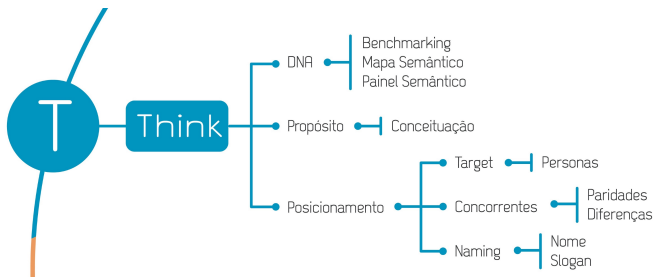 T
Think
DNA
Benchmarking
Mapa Semântico
Painel Semântico
Propósito
Conceituação
Posicionamento
Target
Personas
Concorrentes
Paridades
Diferenças
Naming
Nome
Slogan